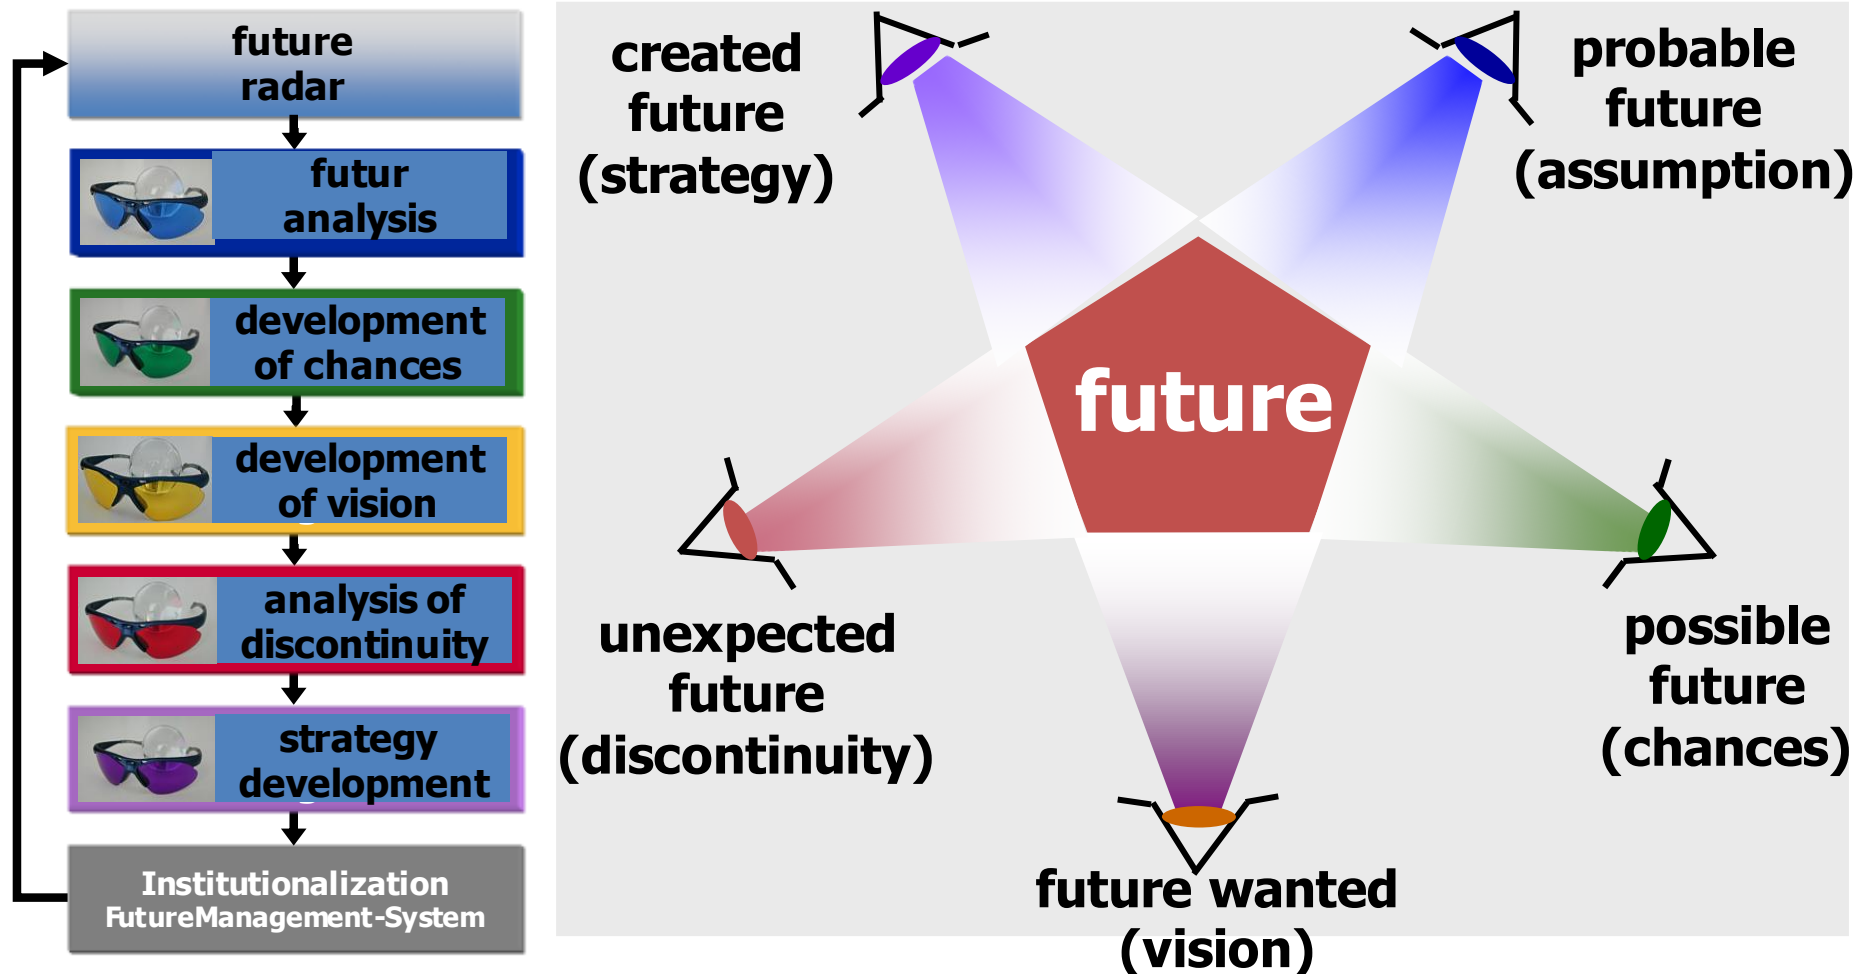 future
radar
futur
analysis
development
of chances
development
of vision
analysis of
discontinuity
strategy
development
Institutionalization
FutureManagement-System
created
future
(strategy)
probable
future
(assumption)
future
unexpected
future
(discontinuity)
possible
future
(chances)
future wanted
(vision)